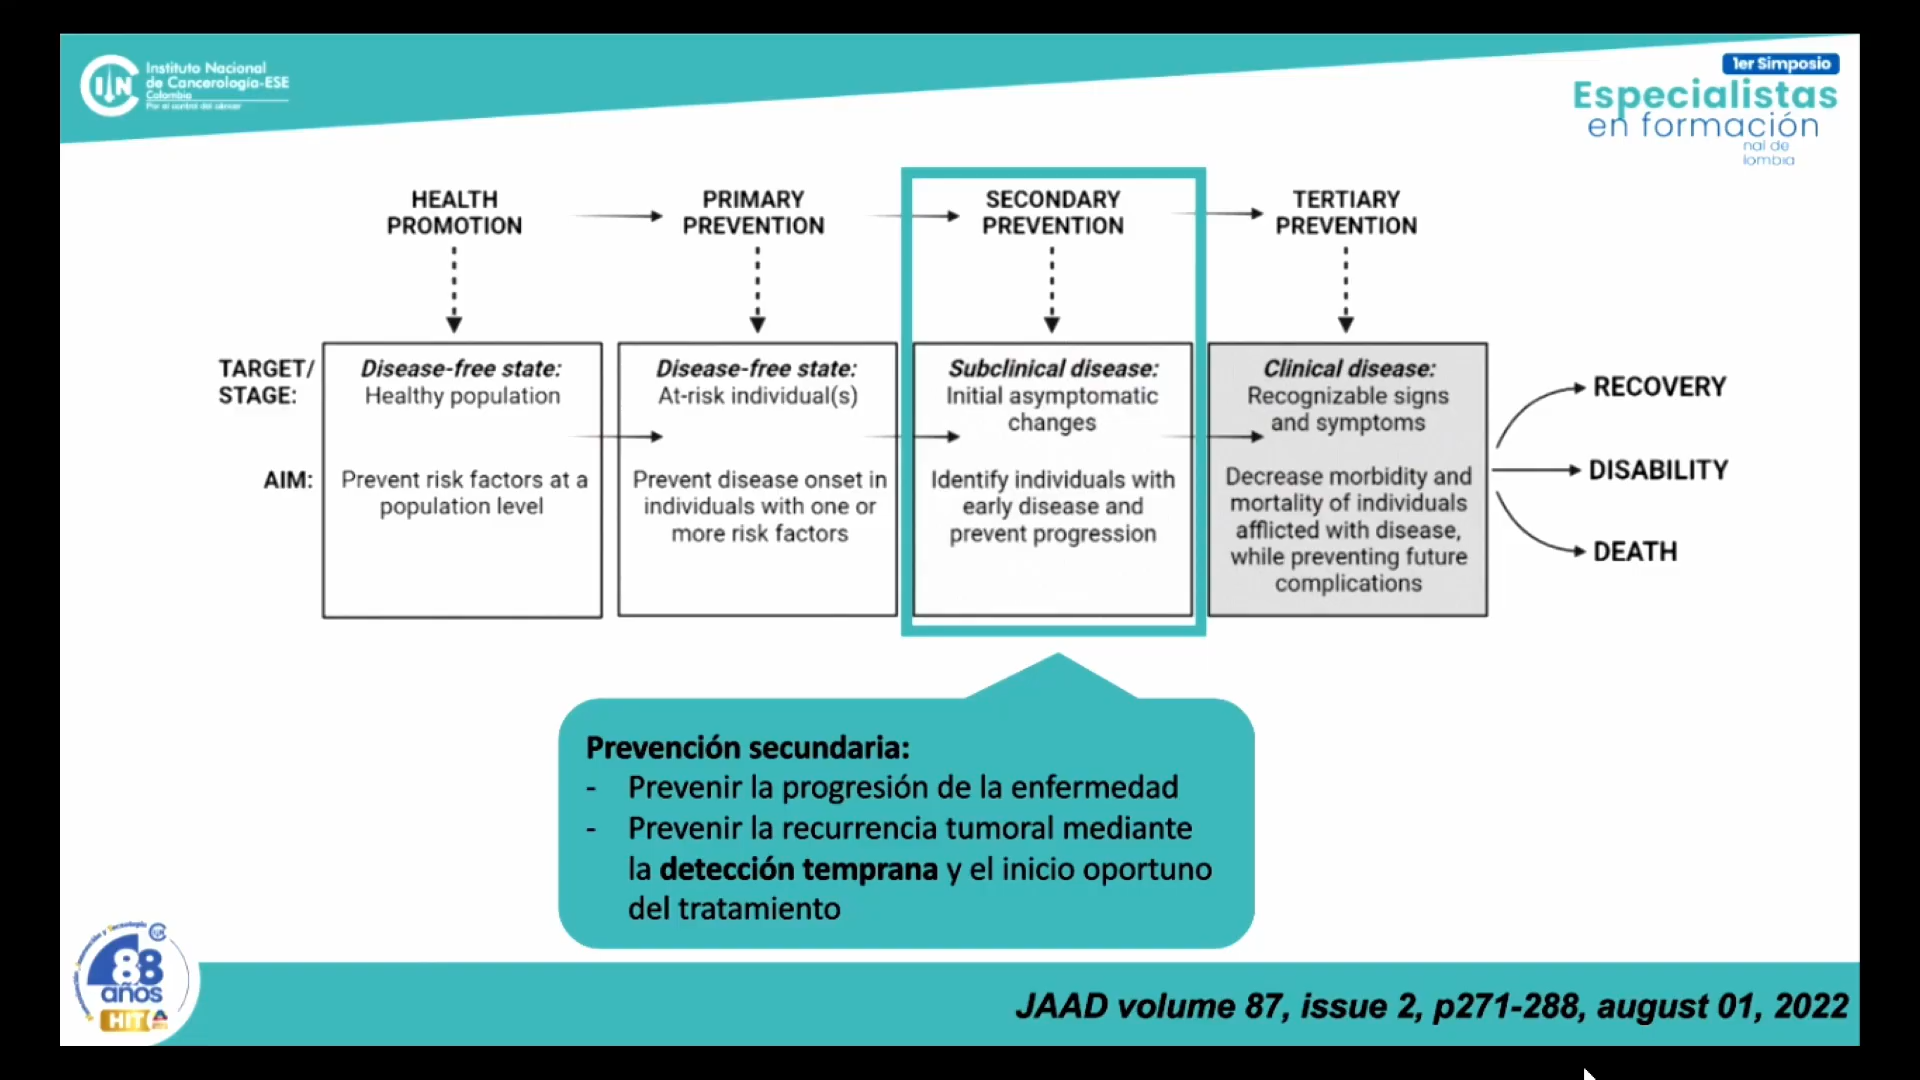 Instituto Nacional
de Cancerología-ESE
Colombia
Por el control del cáncer
1er Simposio
Especialistas
en formación
nal de
lombia
HEALTH
PROMOTION
PRIMARY
PREVENTION
SECONDARY
PREVENTION
TERTIARY
PREVENTION
TARGET/
STAGE:
Disease-free state:
Healthy population
Disease-free state:
At-risk individual(s)
Subclinical disease:
Initial asymptomatic
changes
Clinical disease:
Recognizable signs
and symptoms
AIM:
Prevent risk factors at a
population level
Prevent disease onset in
individuals with one or
more risk factors
Identify individuals with
early disease and
prevent progression
Decrease morbidity and
mortality of individuals
afflicted with disease,
while preventing future
complications
RECOVERY
DISABILITY
DEATH
Prevención secundaria:
- Prevenir la progresión de la enfermedad
- Prevenir la recurrencia tumoral mediante
la detección temprana y el inicio oportuno
del tratamiento
88
años
HIT
JAAD volume 87, issue 2, p271-288, august 01, 2022